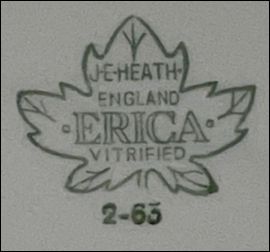 J·E·HEATH·
ENGLAND
·ERICA·
VITRIFIED
2-65